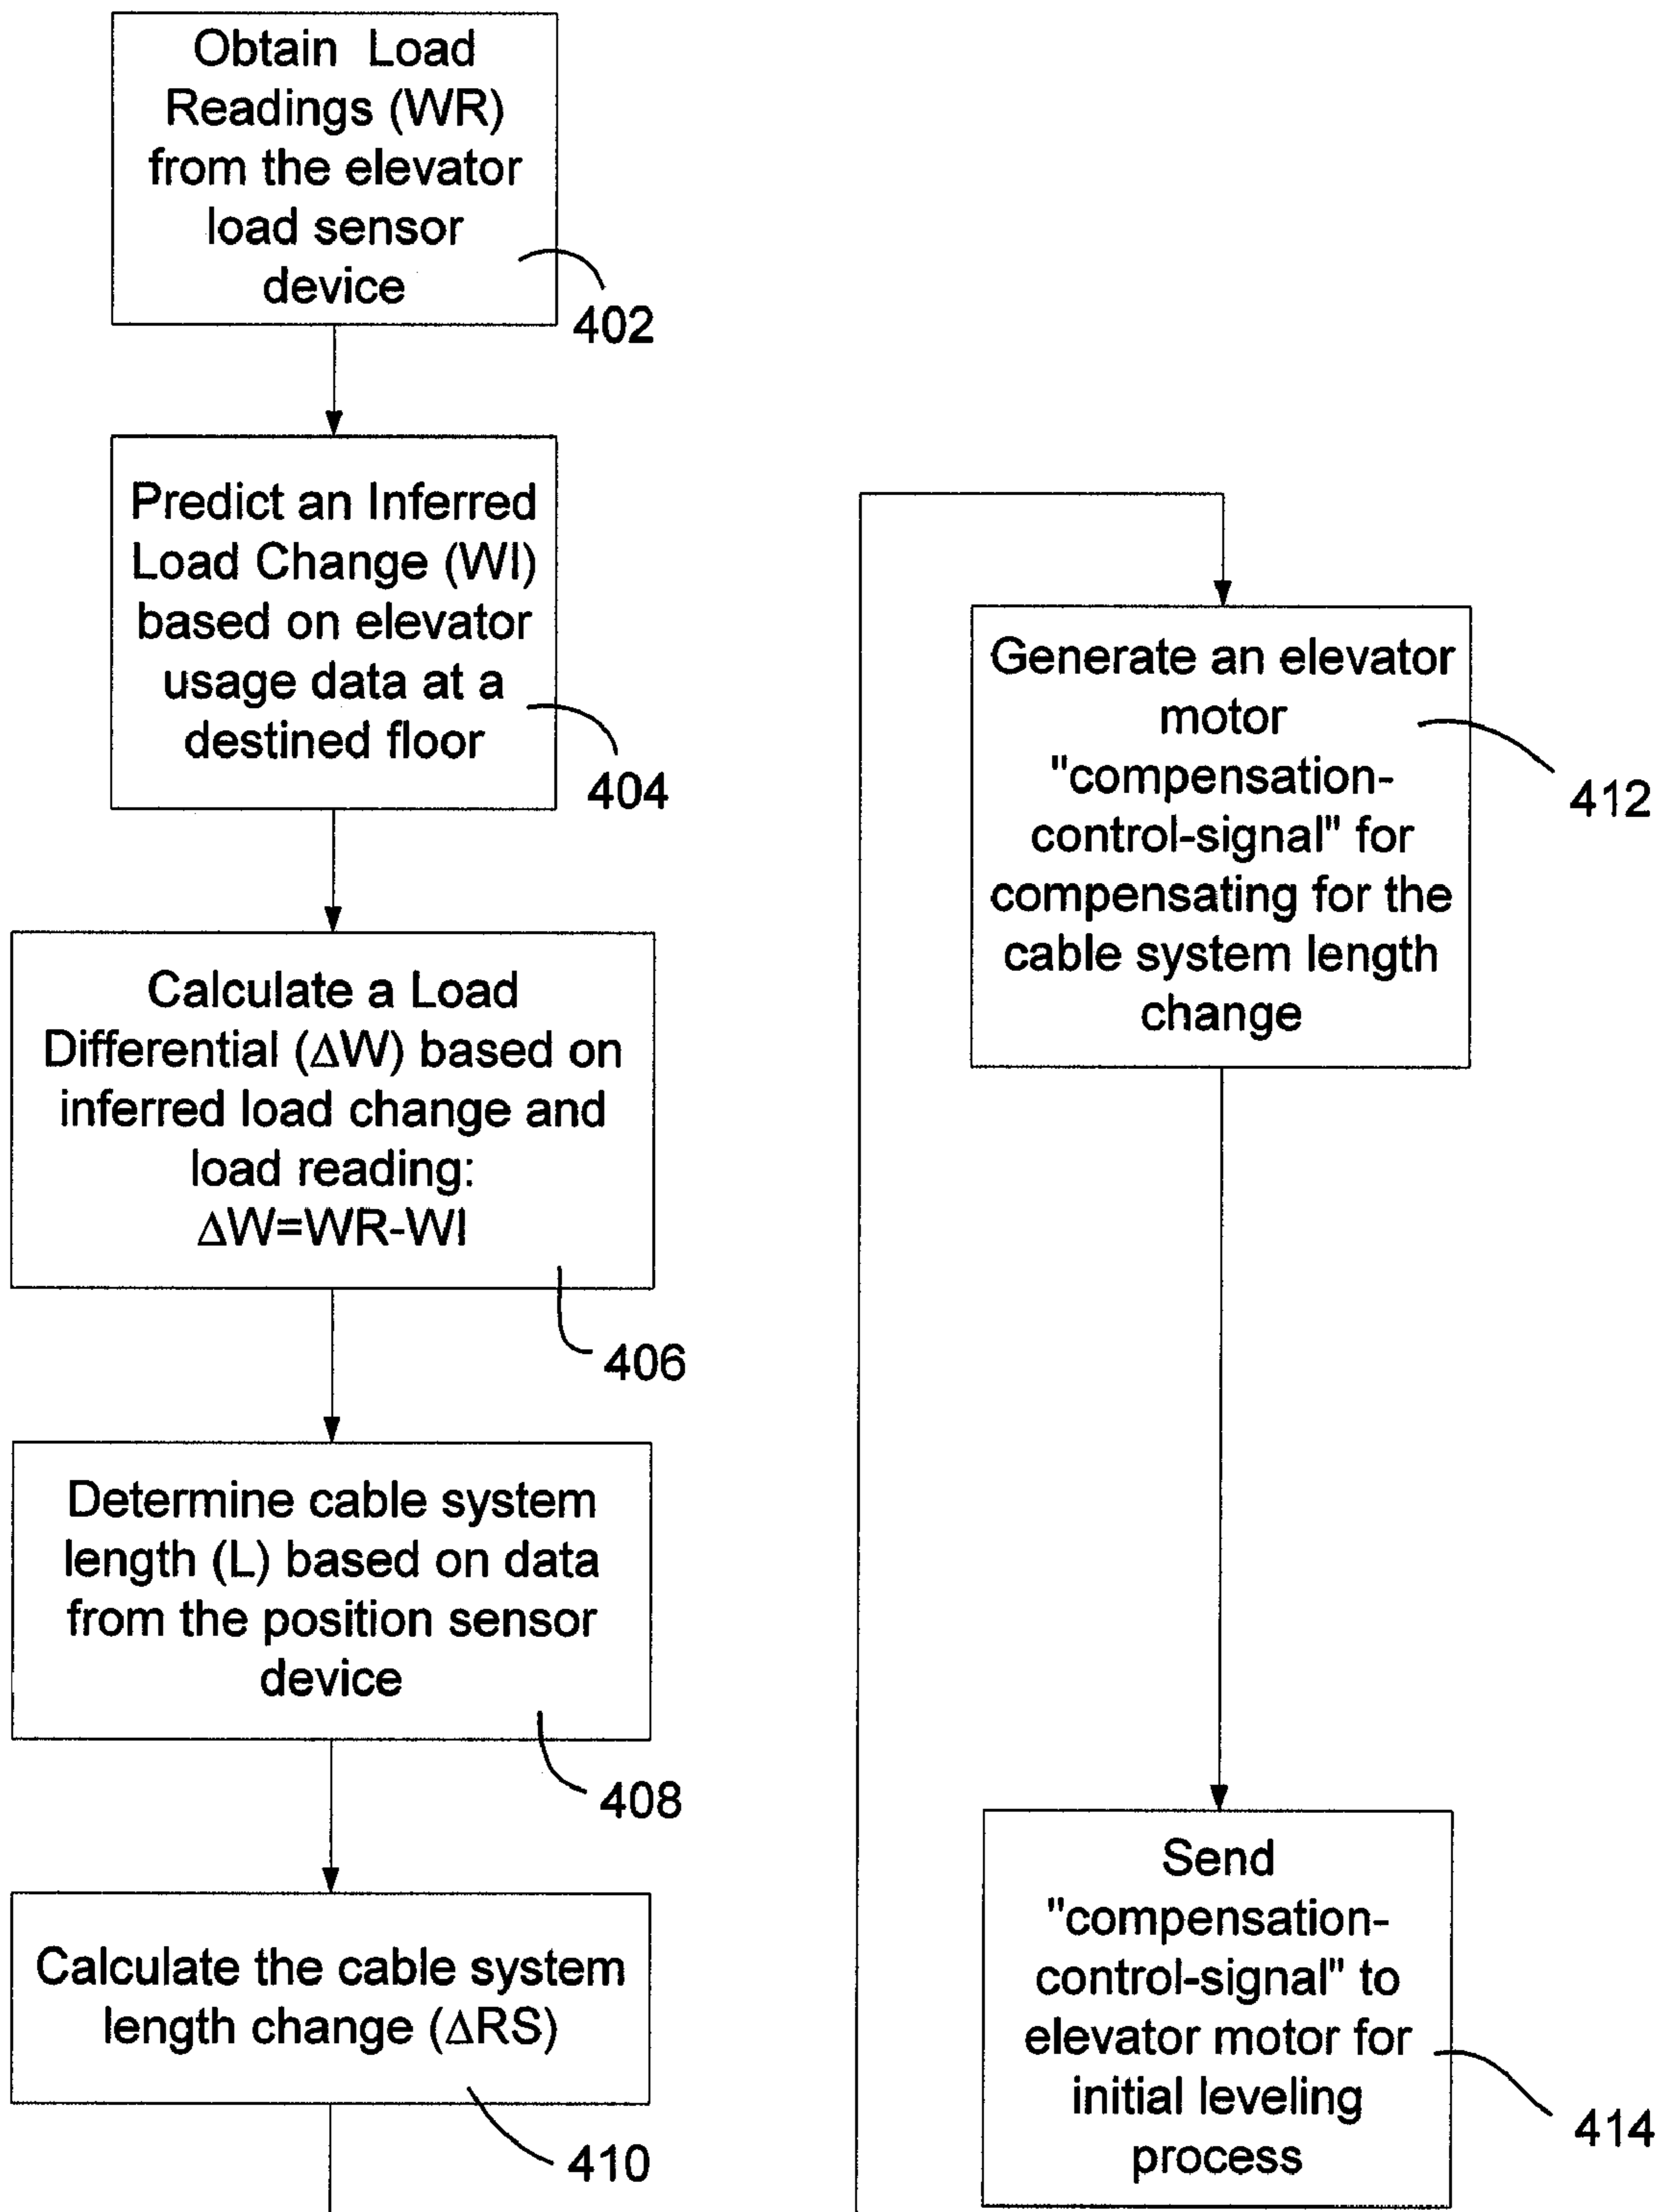 Obtain Load
Readings (WR)
from the elevator
load sensor
device
402
Predict an Inferred
Load Change (WI)
based on elevator
usage data at a
destined floor
404
Calculate a Load
Differential (ΔW) based on
inferred load change and
load reading:
ΔW=WR-WI
406
Determine cable system
length (L) based on data
from the position sensor
device
408
Calculate the cable system
length change (ΔRS)
410
Generate an elevator
motor
"compensation-
control-signal" for
compensating for the
cable system length
change
412
Send
"compensation-
control-signal" to
elevator motor for
initial leveling
process
414